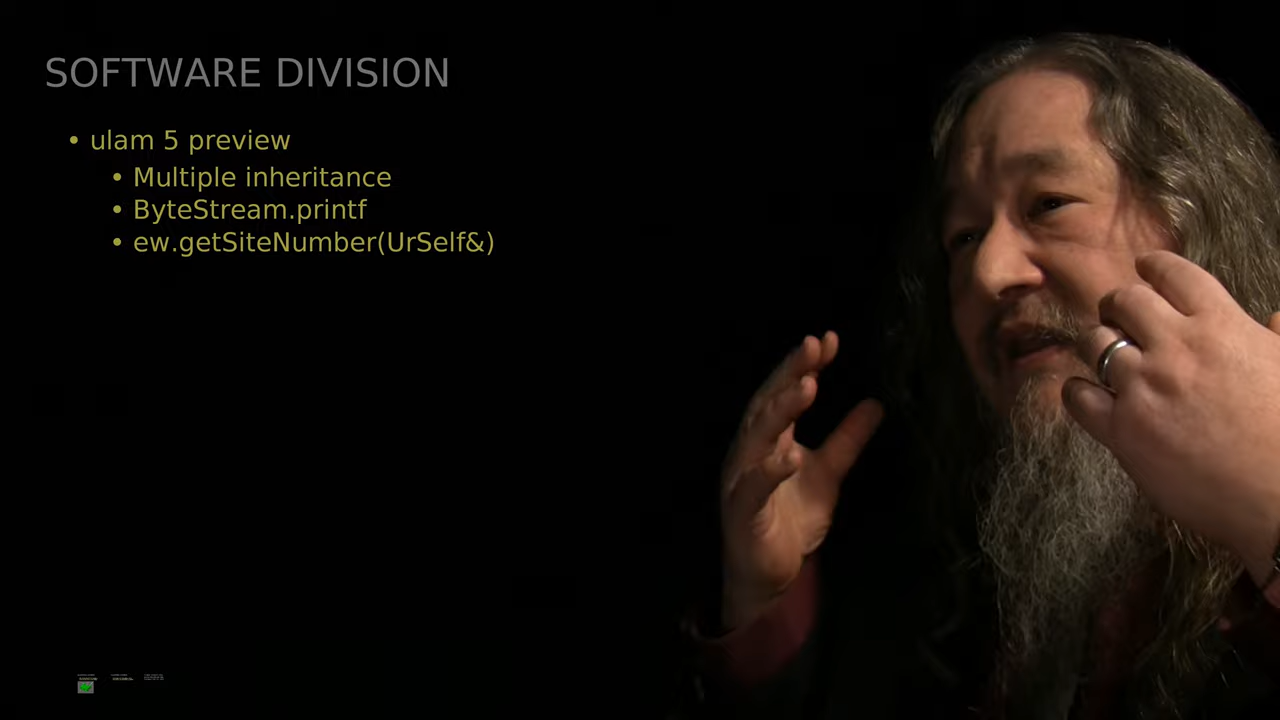 SOFTWARE DIVISION
• ulam 5 preview
• Multiple inheritance
• ByteStream.printf
• ew.getSiteNumber(UrSelf&)